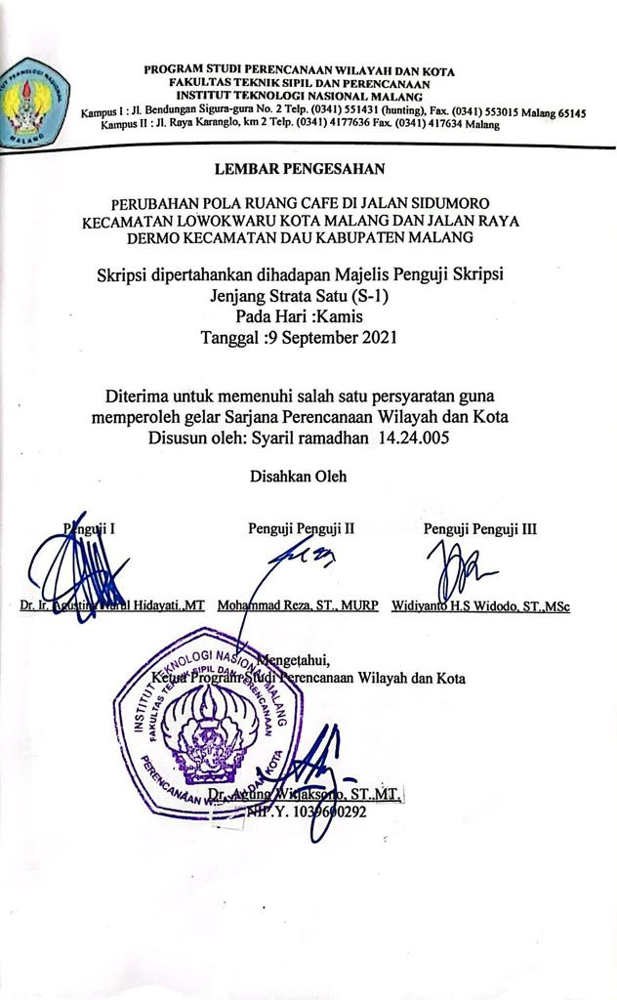 PROGRAM STUDI PERENCANAAN WILAYAH DAN KOTA
FAKULTAS TEKNIK SIPIL DAN PERENCANAAN
INSTITUT TEKNOLOGI NASIONAL MALANG
Kampus I : Jl. Bendungan Sigura-gura No. 2 Telp. (0341) 551431 (hunting), Fax. (0341) 553015 Malang 65145
Kampus II : Jl. Raya Karanglo, km 2 Telp. (0341) 4177636 Fax. (0341) 417634 Malang
LEMBAR PENGESAHAN
PERUBAHAN POLA RUANG CAFE DI JALAN SIDUMORO
KECAMATAN LOWOKWARU KOTA MALANG DAN JALAN RAYA
DERMO KECAMATAN DAU KABUPATEN MALANG
Skripsi dipertahankan dihadapan Majelis Penguji Skripsi
Jenjang Strata Satu (S-1)
Pada Hari :Kamis
Tanggal :9 September 2021
Diterima untuk memenuhi salah satu persyaratan guna
memperoleh gelar Sarjana Perencanaan Wilayah dan Kota
Disusun oleh: Syaril ramadhan 14.24.005
Disahkan Oleh
Penguji I Penguji Penguji II Penguji Penguji III
Dr. Ir. Agustina Nurul Hidayati.,MT Mohammad Reza, ST., MURP Widiyanto H.S Widodo, ST.,MSc
Mengetahui,
Ketua Program Studi Perencanaan Wilayah dan Kota
INSTITUT TEKNOLOGI NASIONAL MALANG
FAKULTAS TEKNIK SIPIL DAN PERENCANAAN
PERENCANAAN WILAYAH DAN KOTA
Dr. Agung Witjaksono, ST.,MT,
NIP.Y. 1039600292